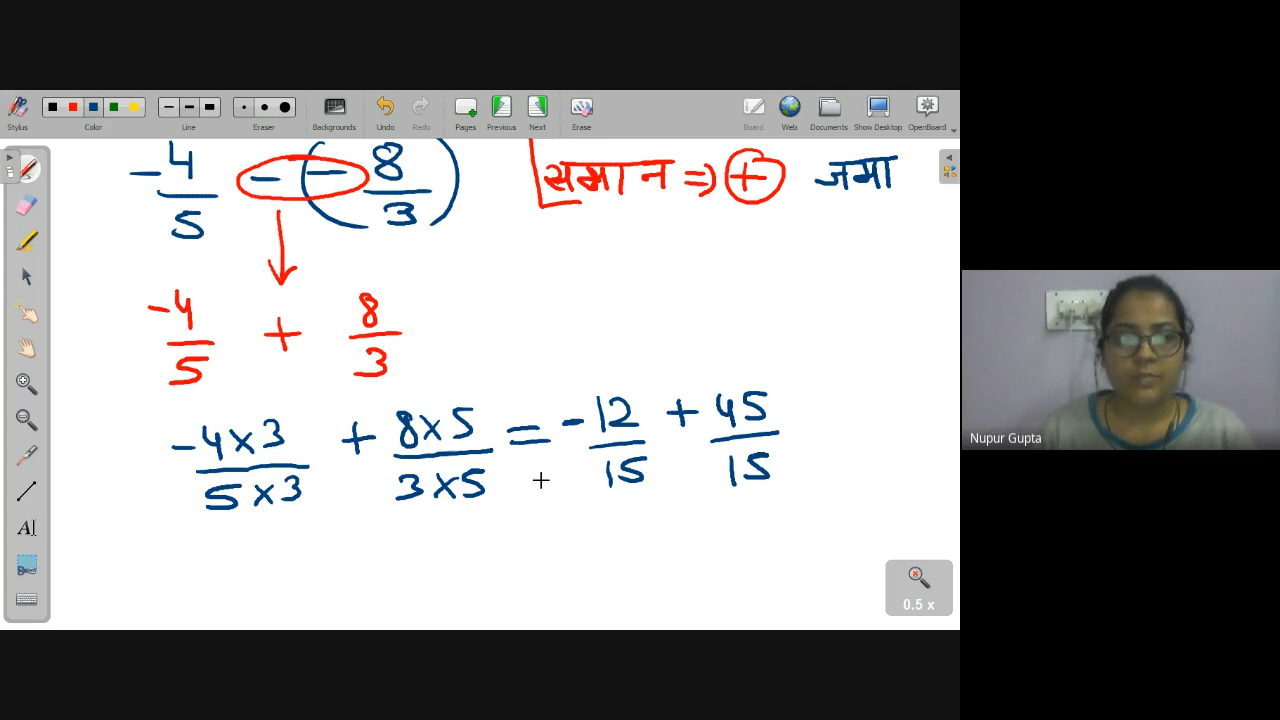 Stylus Color Line Eraser Backgrounds Undo Redo Pages Previous Next Erase Board Web Documents Show Desktop OpenBoard
-4/5 - (-8/3) समान => + जमा
-4/5 + 8/3
-4×3/5×3 + 8×5/3×5 = -12/15 + 45/15
Nupur Gupta
0.5 x